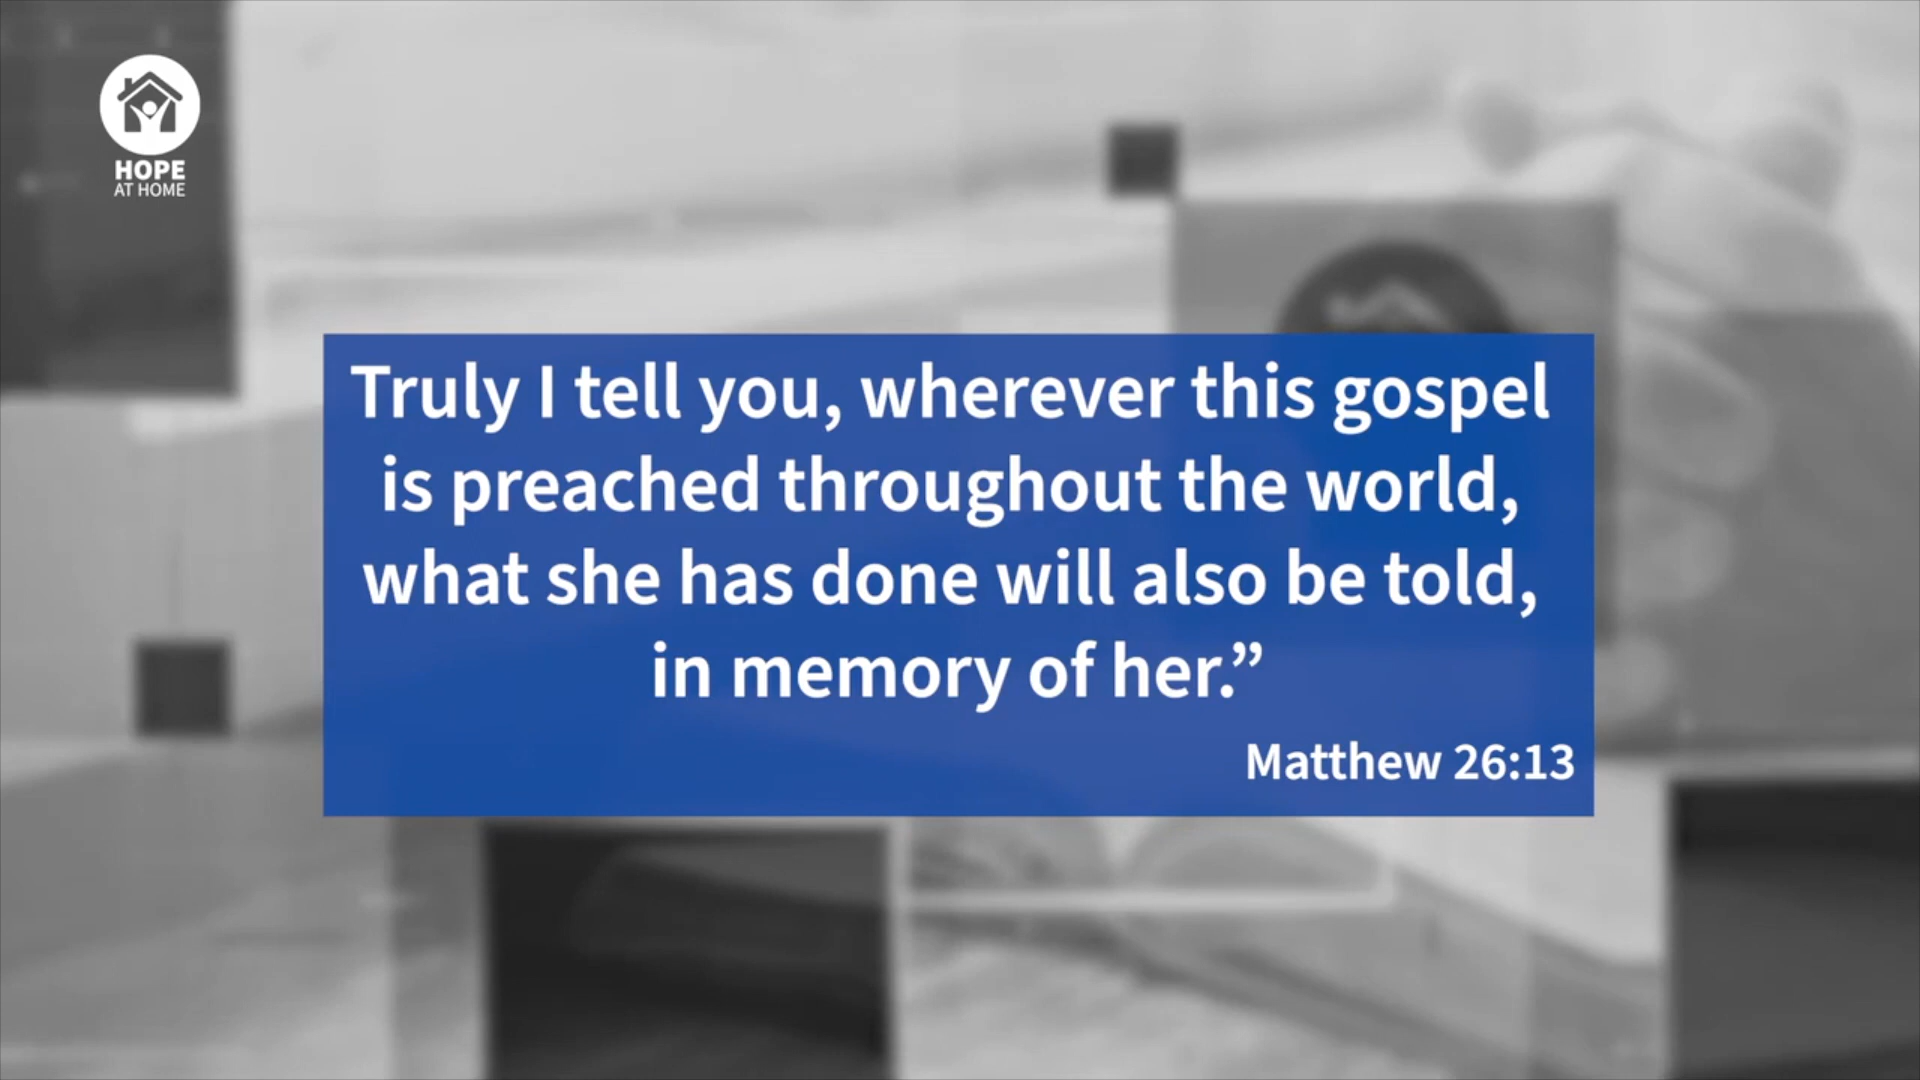 HOPE
AT HOME
Truly I tell you, wherever this gospel
is preached throughout the world,
what she has done will also be told,
in memory of her.”
Matthew 26:13